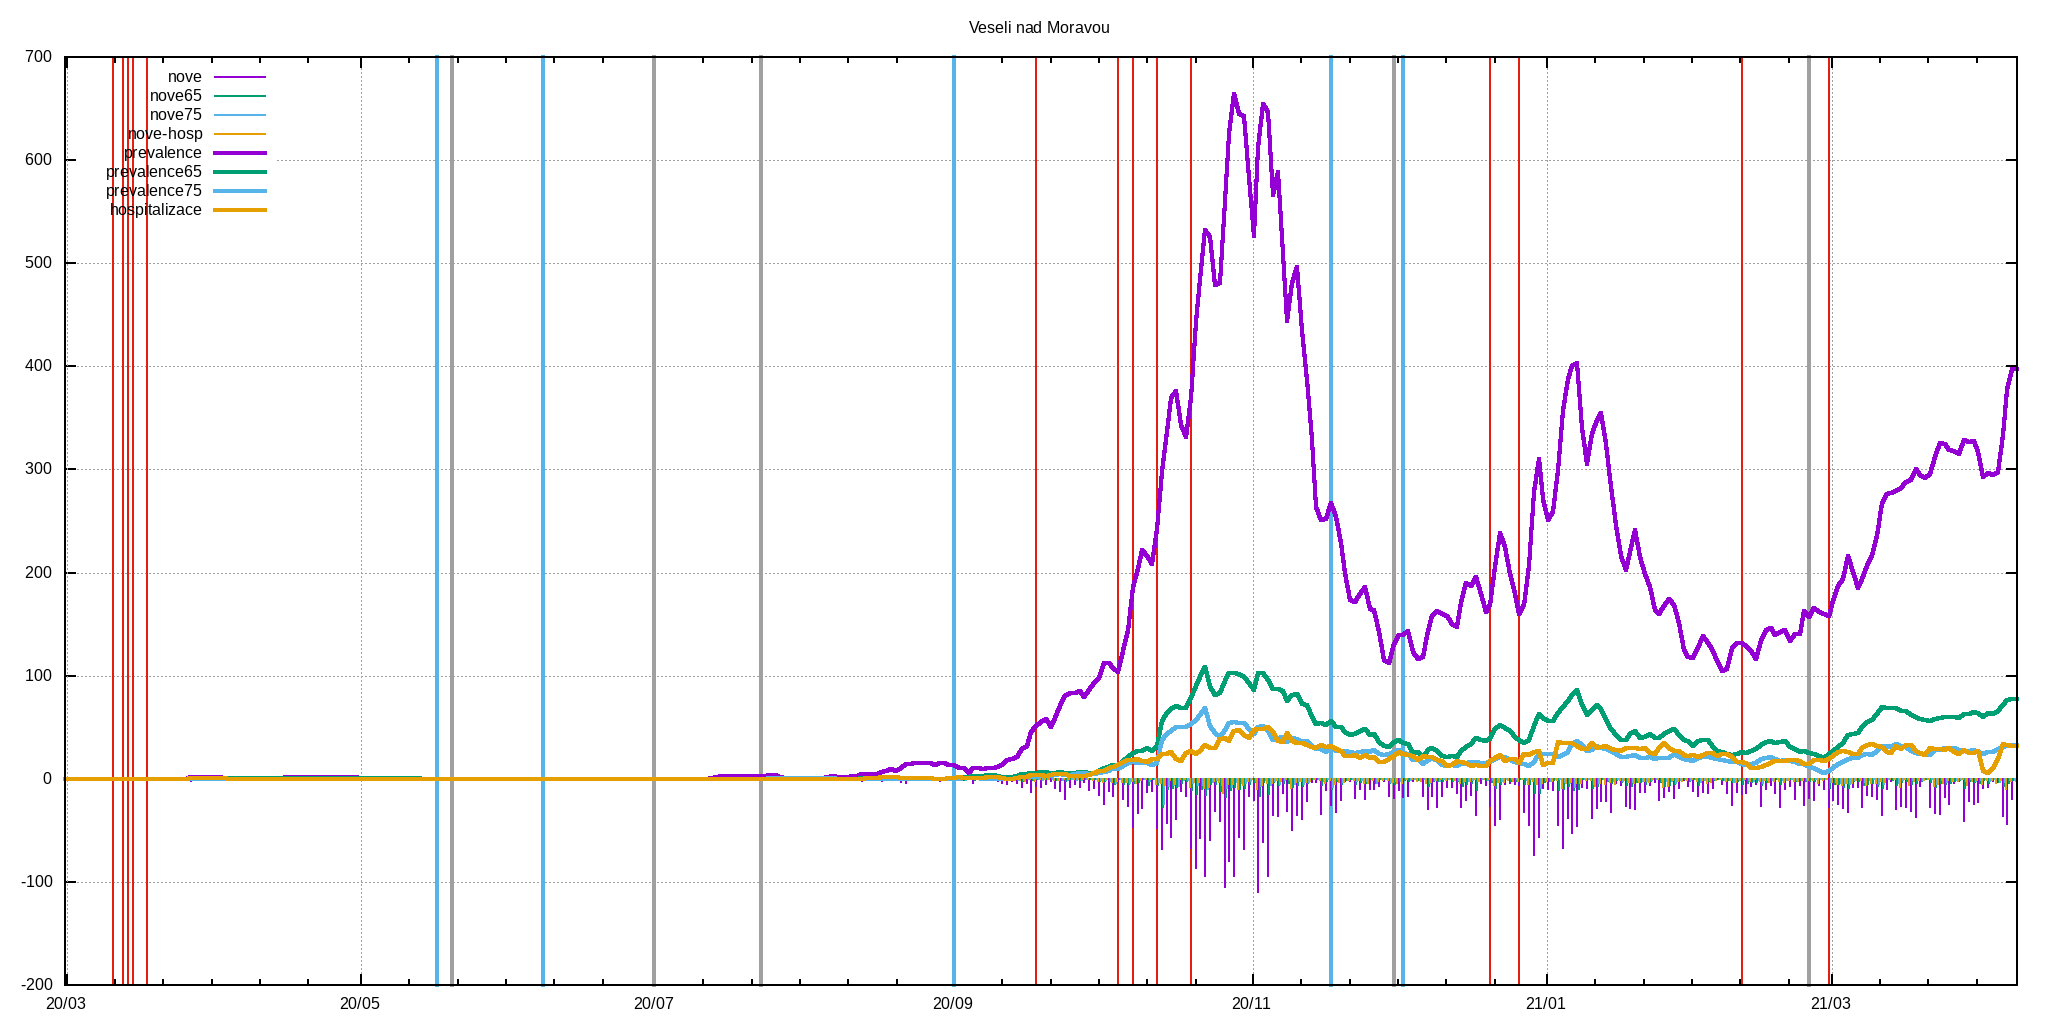 Veseli nad Moravou
700
600
500
400
300
200
100
0
-100
-200
nove
nove65
nove75
nove-hosp
prevalence
prevalence65
prevalence75
hospitalizace
20/03
20/05
20/07
20/09
20/11
21/01
21/03